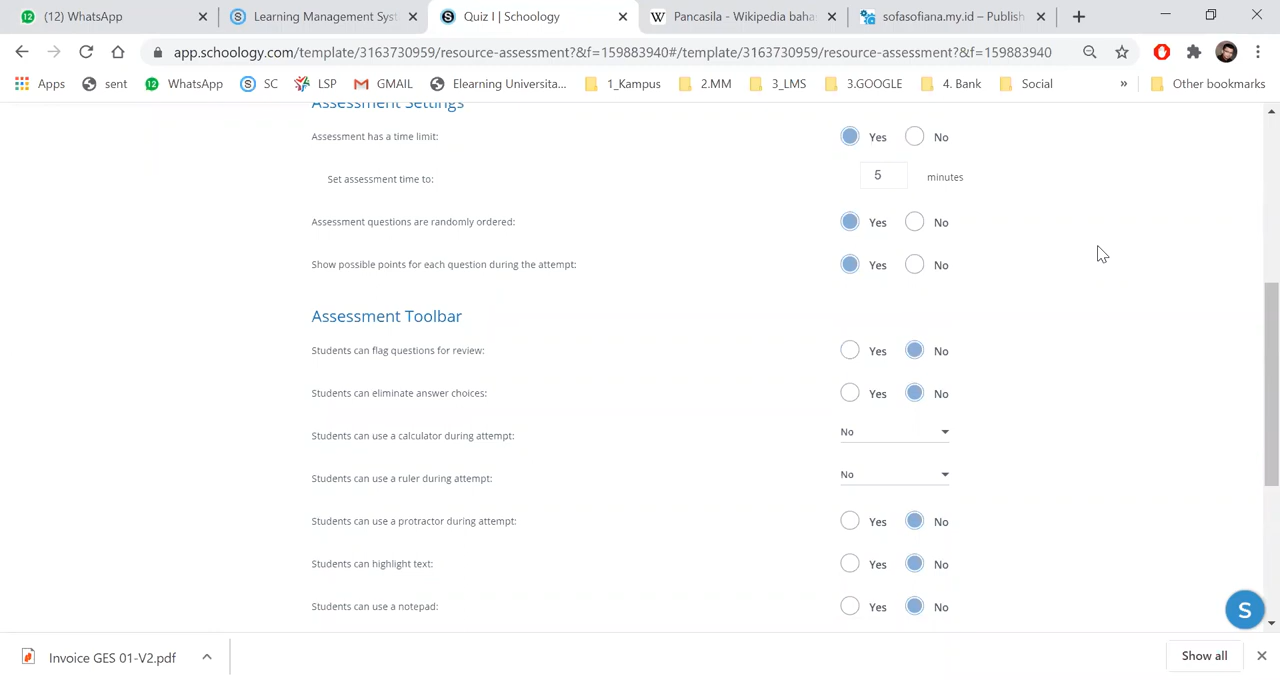 (12) WhatsApp
Learning Management Syst
Quiz I | Schoology
Pancasila - Wikipedia baha
sofasofiana.my.id – Publish
app.schoology.com/template/3163730959/resource-assessment?&f=159883940#/template/3163730959/resource-assessment?&f=159883940
Apps
sent
WhatsApp
SC
LSP
GMAIL
Elearning Universita...
1_Kampus
2.MM
3_LMS
3.GOOGLE
4. Bank
Social
»
Other bookmarks
Assessment Settings
Assessment has a time limit: Yes No
Set assessment time to: 5 minutes
Assessment questions are randomly ordered: Yes No
Show possible points for each question during the attempt: Yes No
Assessment Toolbar
Students can flag questions for review: Yes No
Students can eliminate answer choices: Yes No
Students can use a calculator during attempt: No
Students can use a ruler during attempt: No
Students can use a protractor during attempt: Yes No
Students can highlight text: Yes No
Students can use a notepad: Yes No
S
Invoice GES 01-V2.pdf
Show all